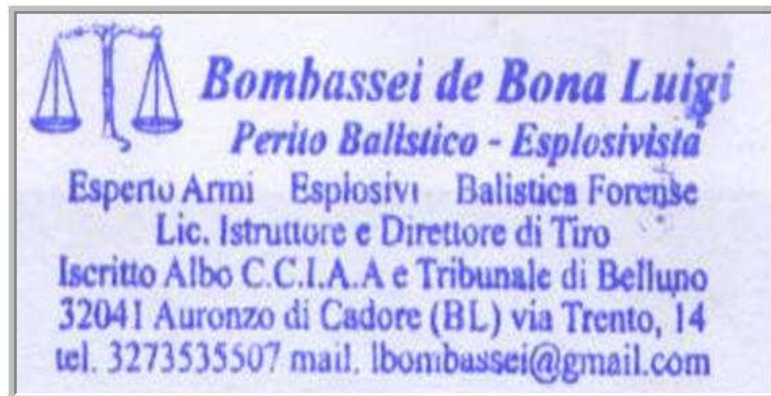 Bombassei de Bona Luigi
Perito Balistico - Esplosivista
Esperto Armi Esplosivi Balistica Forense
Lic. Istruttore e Direttore di Tiro
Iscritto Albo C.C.I.A.A e Tribunale di Belluno
32041 Auronzo di Cadore (BL) via Trento, 14
tel. 3273535507 mail. lbombassei@gmail.com